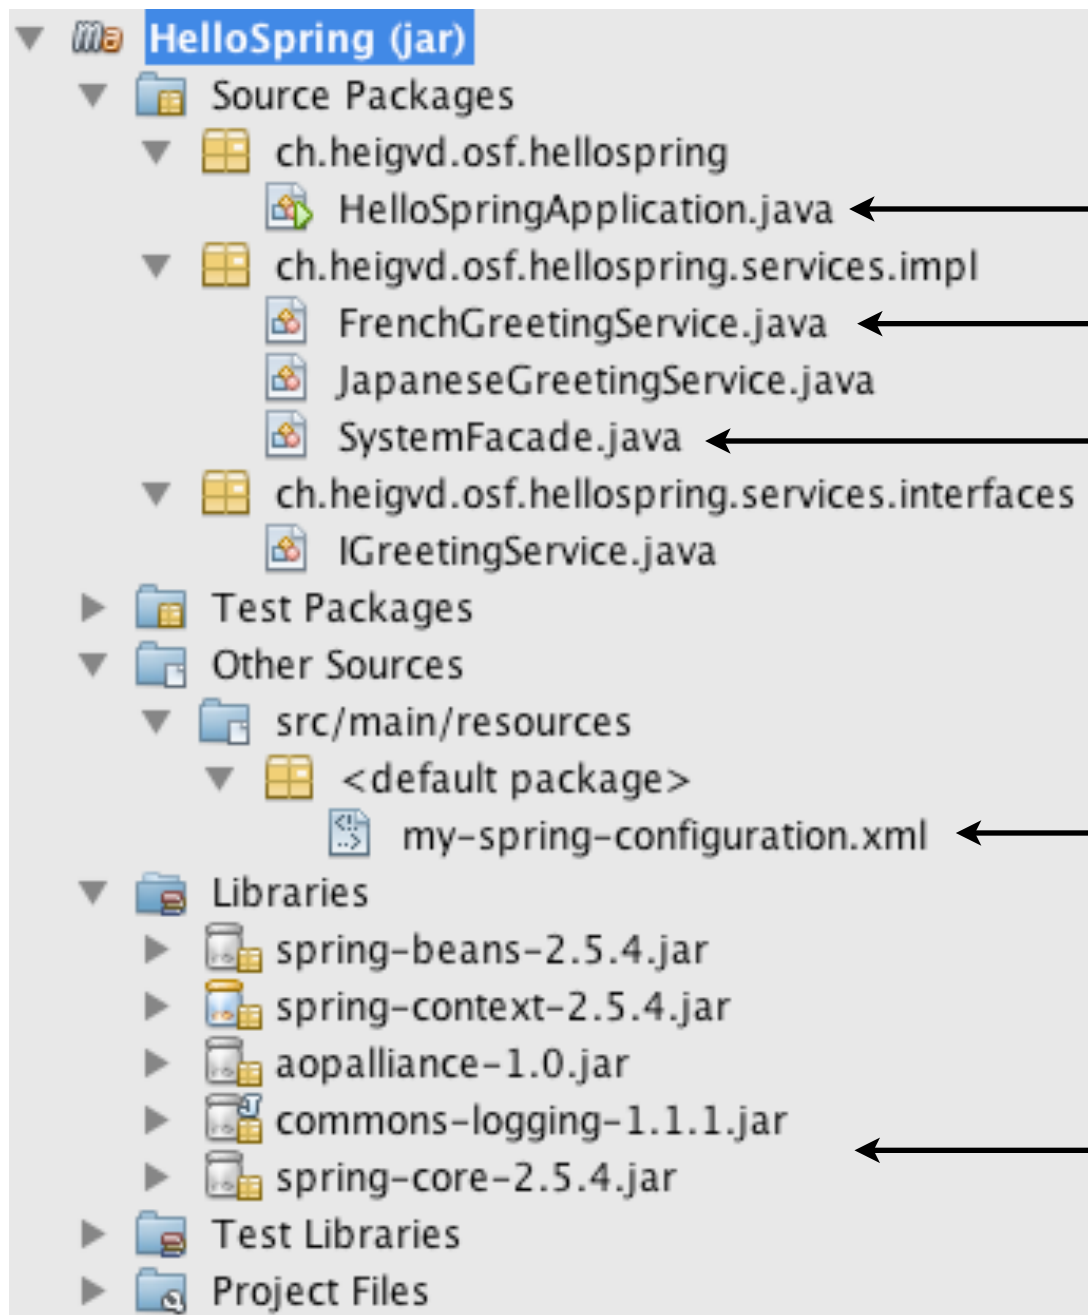 HelloSpring (jar)
Source Packages
ch.heigvd.osf.hellospring
HelloSpringApplication.java
ch.heigvd.osf.hellospring.services.impl
FrenchGreetingService.java
JapaneseGreetingService.java
SystemFacade.java
ch.heigvd.osf.hellospring.services.interfaces
IGreetingService.java
Test Packages
Other Sources
src/main/resources
<default package>
my-spring-configuration.xml
Libraries
spring-beans-2.5.4.jar
spring-context-2.5.4.jar
aopalliance-1.0.jar
commons-logging-1.1.1.jar
spring-core-2.5.4.jar
Test Libraries
Project Files